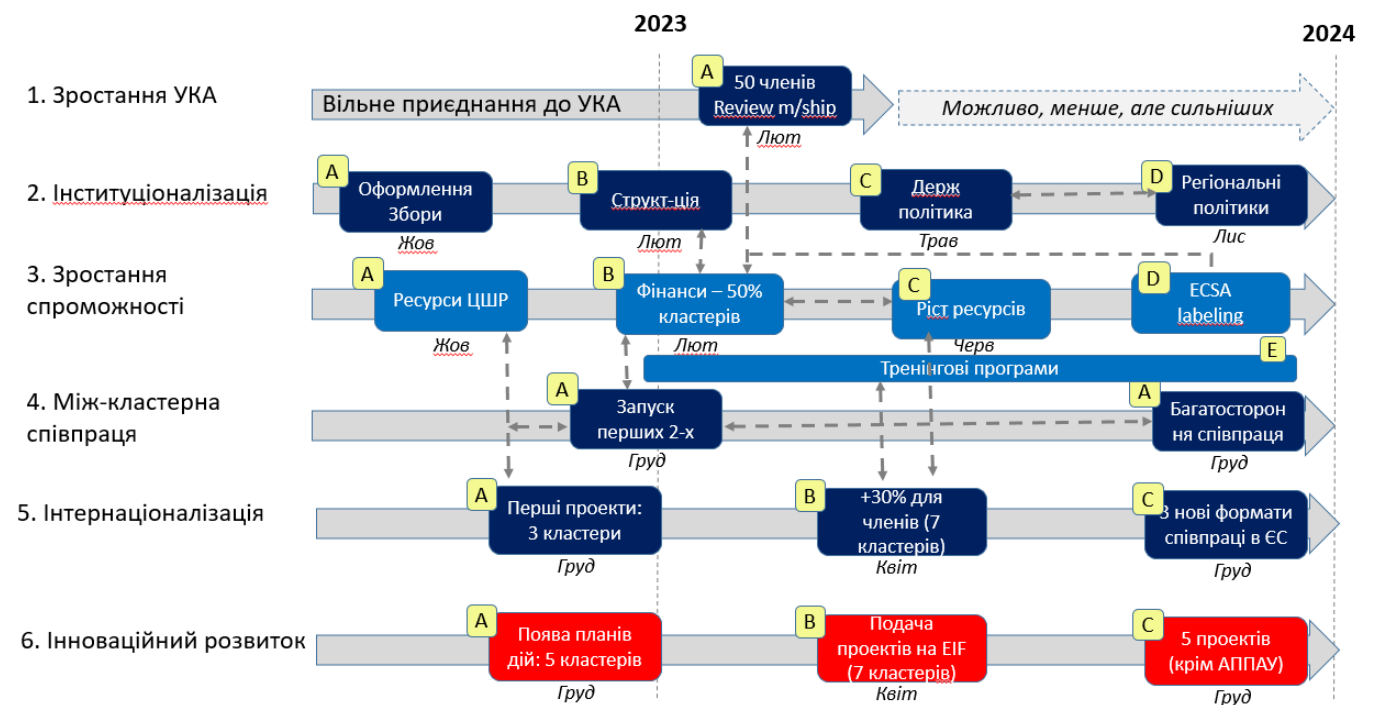 2023
2024
1. Зростання УКА
Вільне приєднання до УКА
A
50 членів
Review m/ship
Лют
Можливо, менше, але сильніших
2. Інституціоналізація
A
Оформлення
Збори
Жов
B
Структ-ція
Лют
C
Держ
політика
Трав
D
Регіональні
політики
Лис
3. Зростання
спроможності
A
Ресурси ЦШР
Жов
B
Фінанси – 50%
кластерів
Лют
C
Ріст ресурсів
Черв
D
ECSA
labeling
E
Тренінгові програми
4. Між-кластерна
співпраця
A
Запуск
перших 2-х
Груд
A
Багатосторон
ня співпраця
Груд
5. Інтернаціоналізація
A
Перші проекти:
3 кластери
Груд
B
+30% для
членів (7
кластерів)
Квіт
C
3 нові формати
співпраці в ЄС
Груд
6. Інноваційний розвиток
A
Поява планів
дій: 5 кластерів
Груд
B
Подача
проектів на EIF
(7 кластерів)
Квіт
C
5 проектів
(крім АППАУ)
Груд